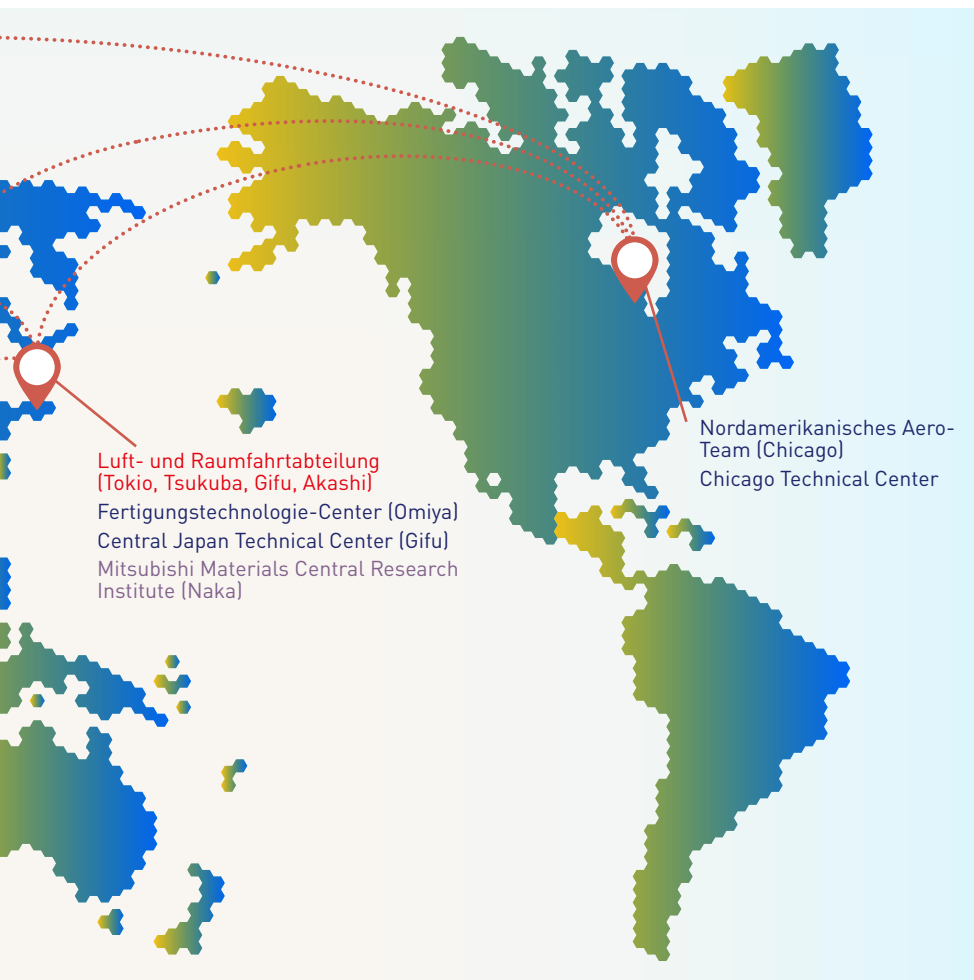 Luft- und Raumfahrtabteilung
(Tokio, Tsukuba, Gifu, Akashi)
Fertigungstechnologie-Center (Omiya)
Central Japan Technical Center (Gifu)
Mitsubishi Materials Central Research
Institute (Naka)
Nordamerikanisches Aero-
Team (Chicago)
Chicago Technical Center